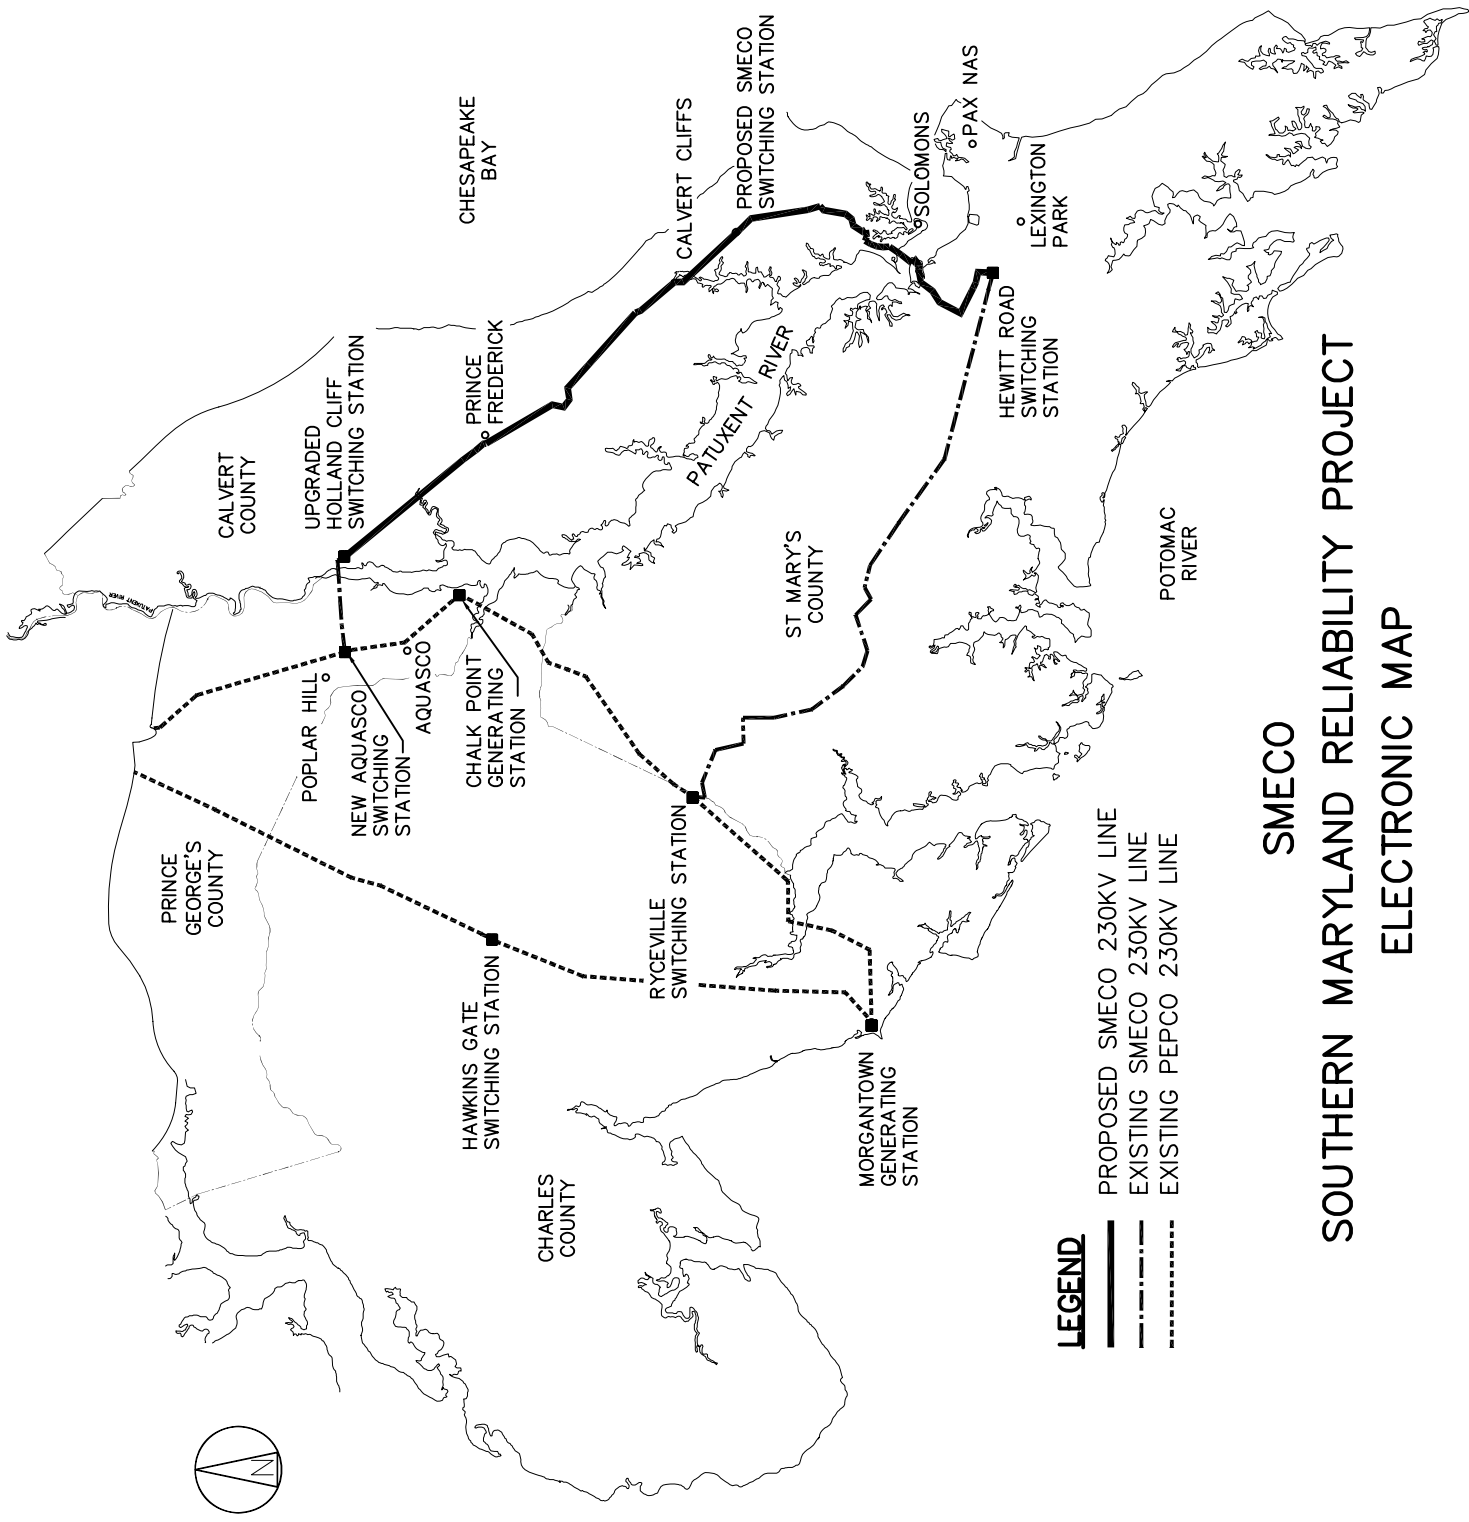 CHESAPEAKE
BAY
CALVERT
COUNTY
UPGRADED
HOLLAND CLIFF
SWITCHING STATION
PRINCE
FREDERICK
CALVERT CLIFFS
PROPOSED SMECO
SWITCHING STATION
SOLOMONS
PAX NAS
LEXINGTON
PARK
HEWITT ROAD
SWITCHING
STATION
PATUXENT RIVER
PATUXENT RIVER
ST MARY'S
COUNTY
POTOMAC
RIVER
PRINCE
GEORGE'S
COUNTY
POPLAR HILL
NEW AQUASCO
SWITCHING
STATION
AQUASCO
CHALK POINT
GENERATING
STATION
RYCEVILLE
SWITCHING STATION
HAWKINS GATE
SWITCHING STATION
MORGANTOWN
GENERATING
STATION
CHARLES
COUNTY
N
LEGEND
PROPOSED SMECO 230KV LINE
EXISTING SMECO 230KV LINE
EXISTING PEPCO 230KV LINE
SMECO
SOUTHERN MARYLAND RELIABILITY PROJECT
ELECTRONIC MAP